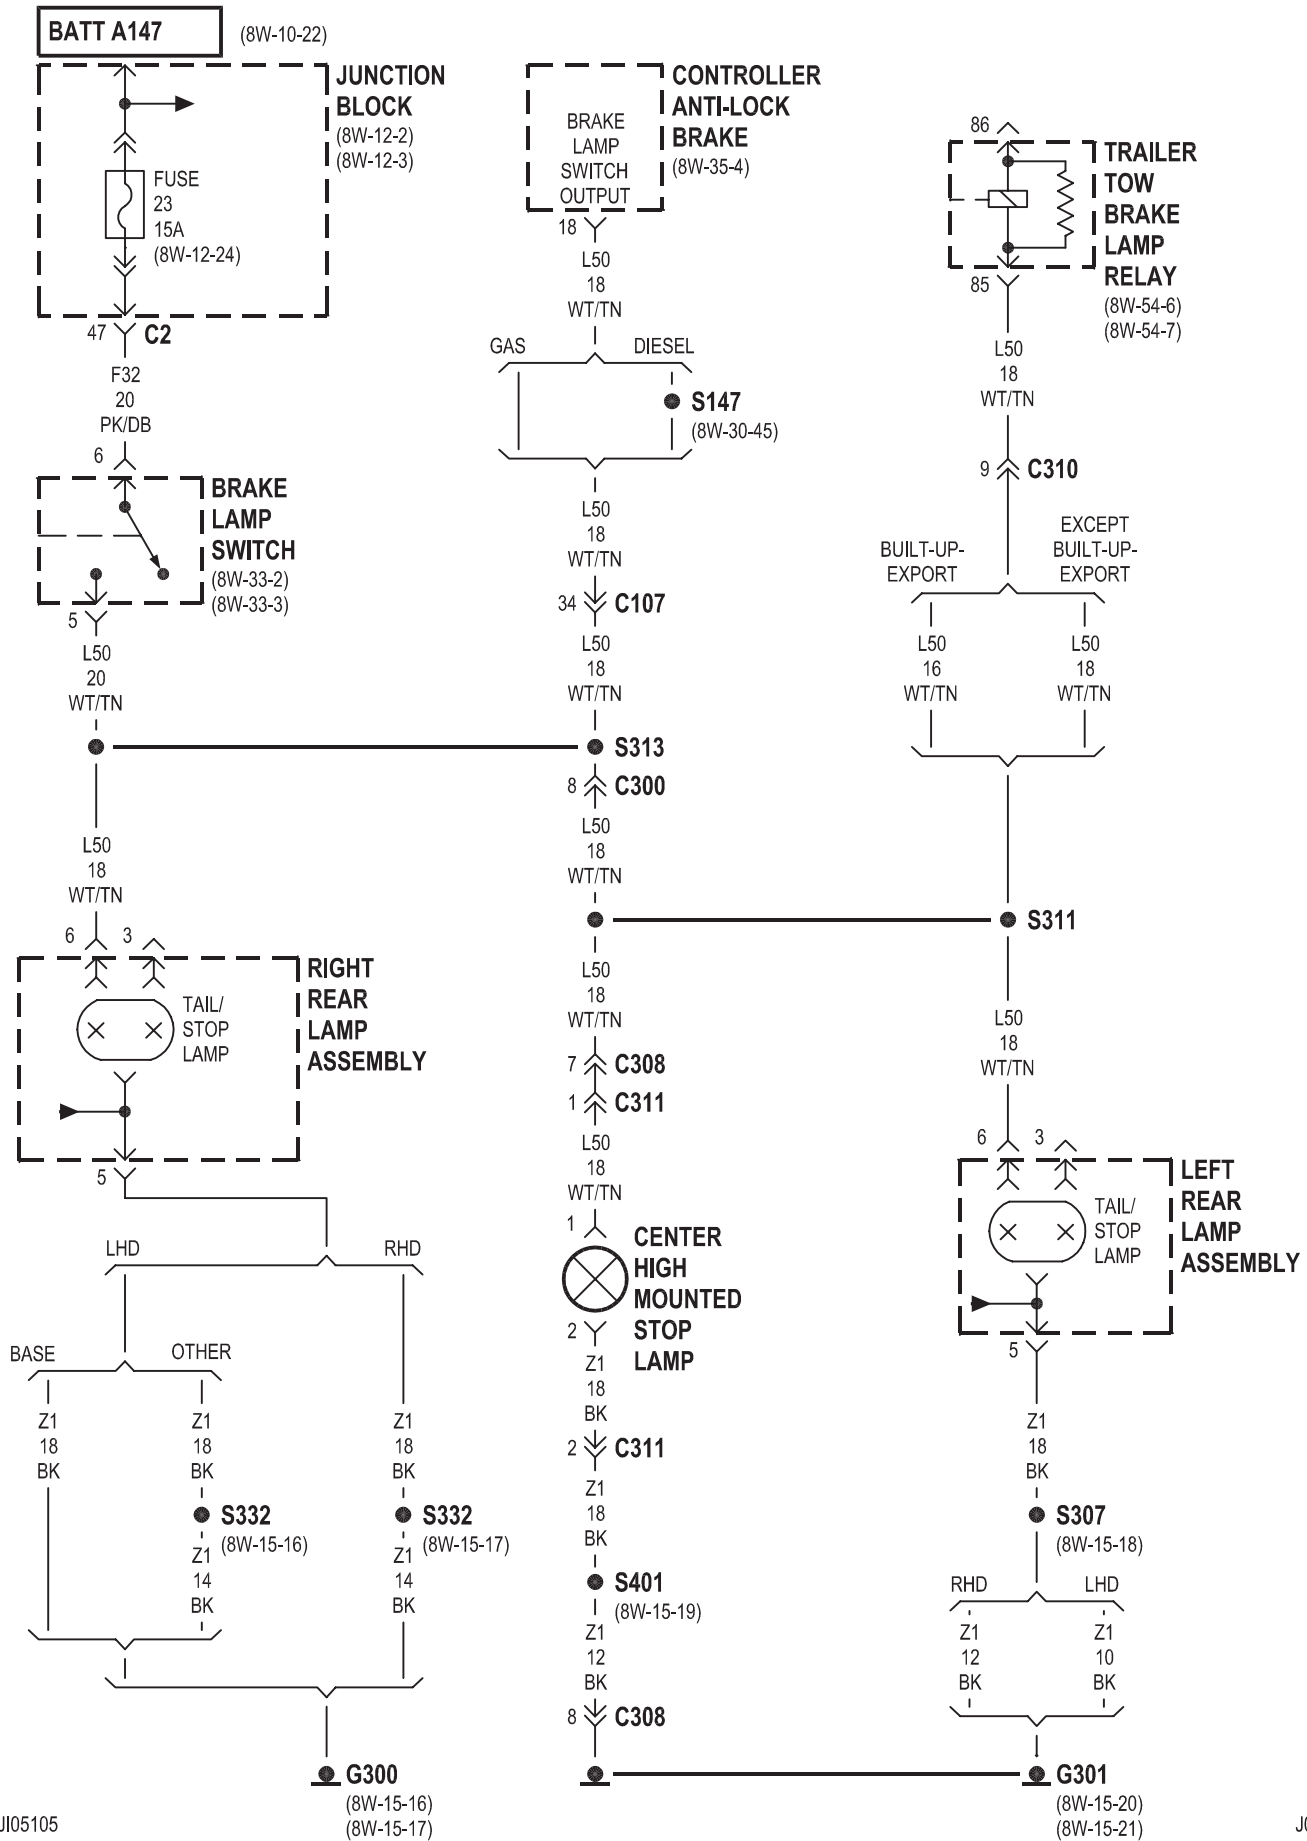 BATT A147
(8W-10-22)
JUNCTION
BLOCK
(8W-12-2)
(8W-12-3)
FUSE
23
15A
(8W-12-24)
47
C2
F32
20
PK/DB
6
BRAKE
LAMP
SWITCH
(8W-33-2)
(8W-33-3)
5
L50
20
WT/TN
L50
18
WT/TN
6
3
RIGHT
REAR
LAMP
ASSEMBLY
TAIL/
STOP
LAMP
5
LHD
RHD
BASE
OTHER
Z1
18
BK
Z1
18
BK
Z1
18
BK
S332
(8W-15-16)
S332
(8W-15-17)
Z1
14
BK
Z1
14
BK
G300
(8W-15-16)
(8W-15-17)
CONTROLLER
ANTI-LOCK
BRAKE
(8W-35-4)
BRAKE
LAMP
SWITCH
OUTPUT
18
L50
18
WT/TN
GAS
DIESEL
S147
(8W-30-45)
L50
18
WT/TN
34
C107
L50
18
WT/TN
S313
8
C300
L50
18
WT/TN
L50
18
WT/TN
7
C308
1
C311
L50
18
WT/TN
1
CENTER
HIGH
MOUNTED
STOP
LAMP
2
Z1
18
BK
2
C311
Z1
18
BK
S401
(8W-15-19)
Z1
12
BK
8
C308
86
TRAILER
TOW
BRAKE
LAMP
RELAY
(8W-54-6)
(8W-54-7)
85
L50
18
WT/TN
9
C310
BUILT-UP-
EXPORT
EXCEPT
BUILT-UP-
EXPORT
L50
16
WT/TN
L50
18
WT/TN
S311
L50
18
WT/TN
6
3
LEFT
REAR
LAMP
ASSEMBLY
TAIL/
STOP
LAMP
5
Z1
18
BK
S307
(8W-15-18)
RHD
LHD
Z1
12
BK
Z1
10
BK
G301
(8W-15-20)
(8W-15-21)
JI05105